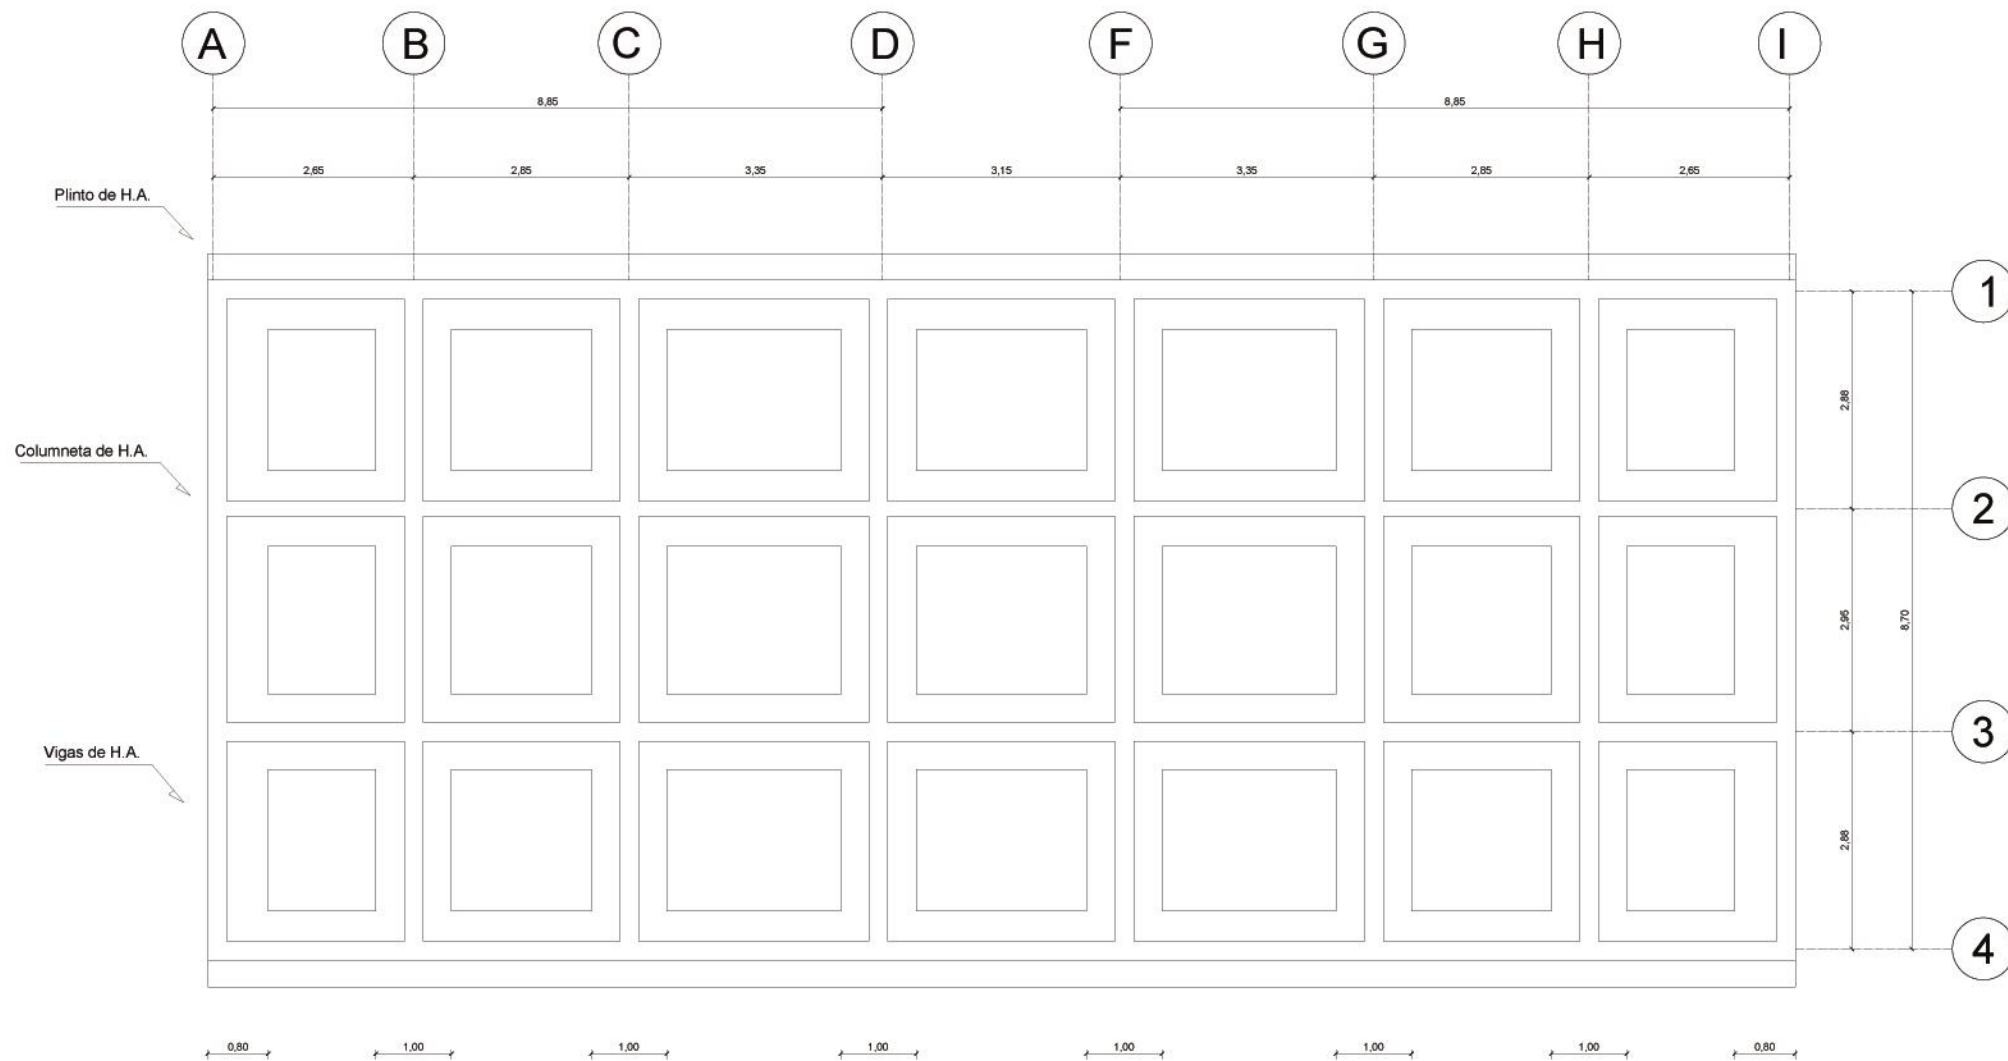 A B C D F G H I
8,85 8,85
2,65 2,85 3,35 3,15 3,35 2,85 2,65
Plinto de H.A.
1
2,88
Columneta de H.A.
2
2,95 8,70
3
Vigas de H.A.
2,88
4
0,80 1,00 1,00 1,00 1,00 1,00 1,00 0,80